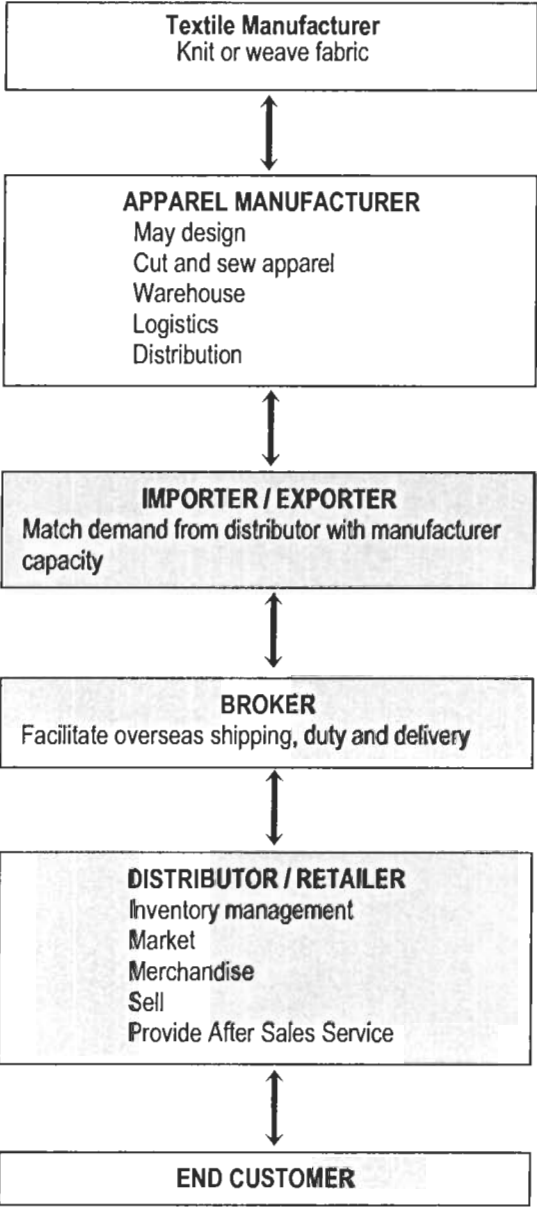 Textile Manufacturer
Knit or weave fabric
APPAREL MANUFACTURER
May design
Cut and sew apparel
Warehouse
Logistics
Distribution
IMPORTER / EXPORTER
Match demand from distributor with manufacturer
capacity
BROKER
Facilitate overseas shipping, duty and delivery
DISTRIBUTOR / RETAILER
Inventory management
Market
Merchandise
Sell
Provide After Sales Service
END CUSTOMER